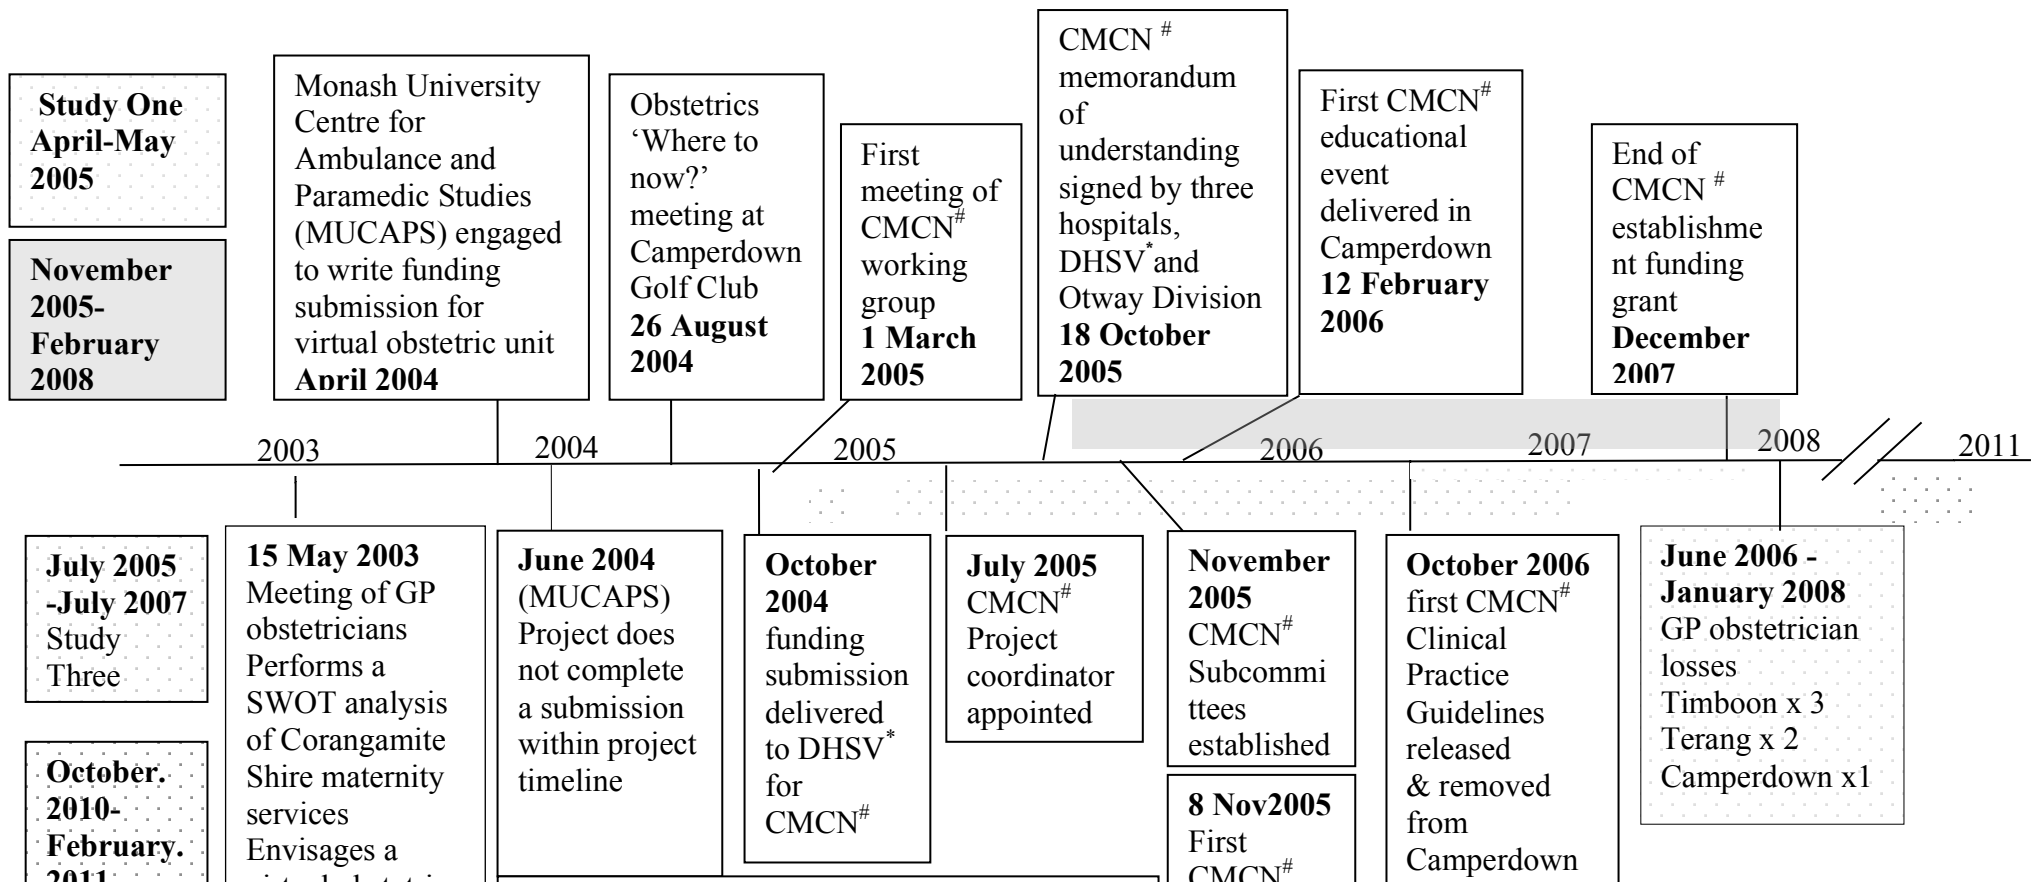 Study One
April-May
2005
November
2005-
February
2008
Monash University
Centre for
Ambulance and
Paramedic Studies
(MUCAPS) engaged
to write funding
submission for
virtual obstetric unit
April 2004
Obstetrics
‘Where to
now?’
meeting at
Camperdown
Golf Club
26 August
2004
First
meeting of
CMCN#
working
group
1 March
2005
CMCN #
memorandum
of
understanding
signed by three
hospitals,
DHSV* and
Otway Division
18 October
2005
First CMCN#
educational
event
delivered in
Camperdown
12 February
2006
End of
CMCN #
establishme
nt funding
grant
December
2007
2003
2004
2005
2006
2007
2008
2011
July 2005
-July 2007
Study
Three
October.
2010-
February.
2011
15 May 2003
Meeting of GP
obstetricians
Performs a
SWOT analysis
of Corangamite
Shire maternity
services
Envisages a
June 2004
(MUCAPS)
Project does
not complete
a submission
within project
timeline
October
2004
funding
submission
delivered
to DHSV*
for
CMCN#
July 2005
CMCN#
Project
coordinator
appointed
November
2005
CMCN#
Subcommi
ttees
established
8 Nov2005
First
CMCN#
October 2006
first CMCN#
Clinical
Practice
Guidelines
released
& removed
from
Camperdown
June 2006 -
January 2008
GP obstetrician
losses
Timboon x 3
Terang x 2
Camperdown x1